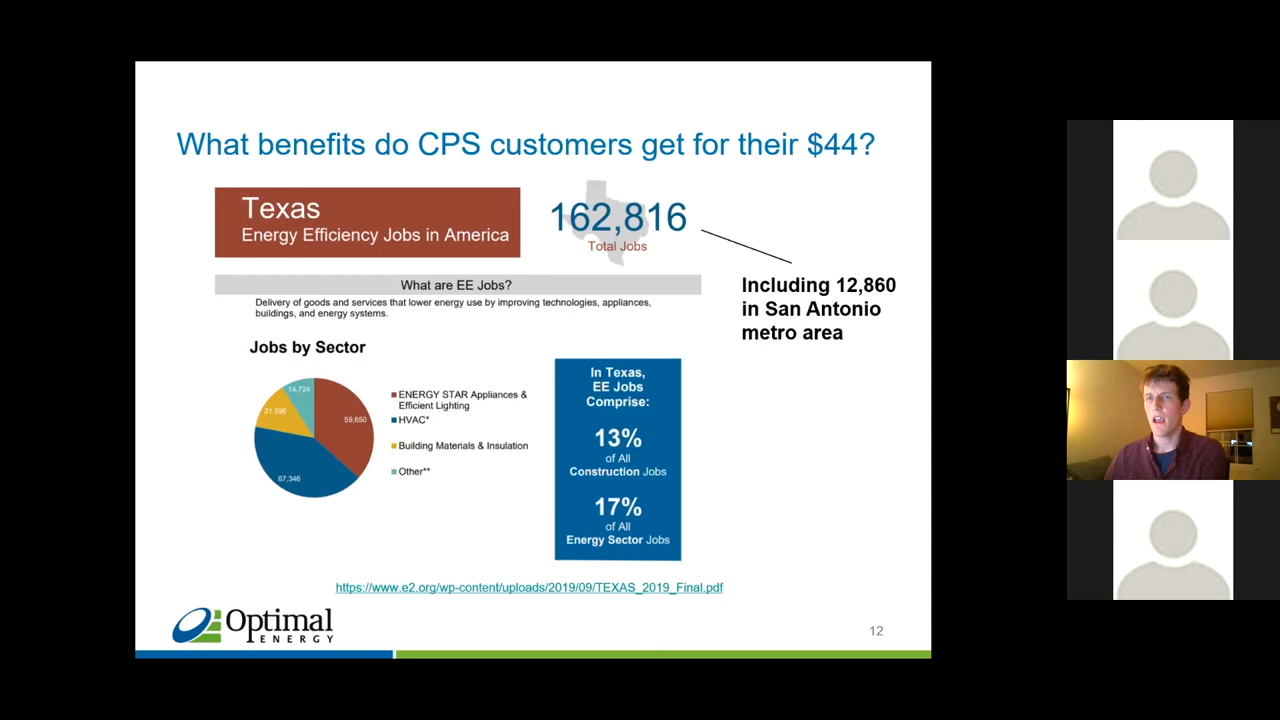 What benefits do CPS customers get for their $44?
Texas
Energy Efficiency Jobs in America
162,816
Total Jobs
Including 12,860
in San Antonio
metro area
What are EE Jobs?
Delivery of goods and services that lower energy use by improving technologies, appliances,
buildings, and energy systems.
Jobs by Sector
14,724
21,096
59,650
67,346
ENERGY STAR Appliances &
Efficient Lighting
HVAC*
Building Materials & Insulation
Other**
In Texas,
EE Jobs
Comprise:
13%
of All
Construction Jobs
17%
of All
Energy Sector Jobs
https://www.e2.org/wp-content/uploads/2019/09/TEXAS_2019_Final.pdf
Optimal
ENERGY
12